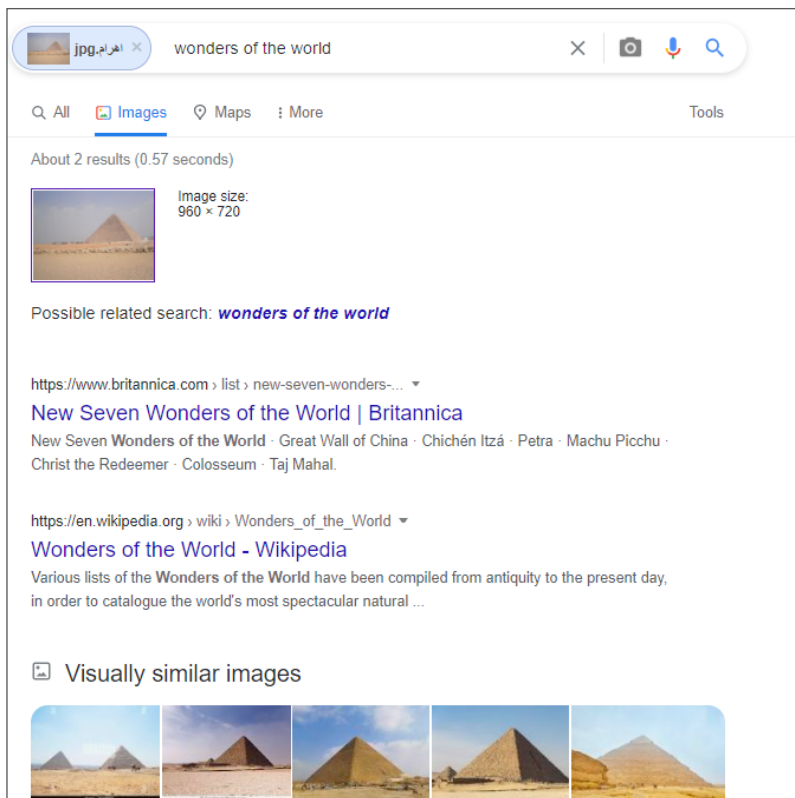 اهرام.jpg × wonders of the world
All Images Maps More Tools
About 2 results (0.57 seconds)
Image size:
960 × 720
Possible related search: wonders of the world
https://www.britannica.com › list › new-seven-wonders-...
New Seven Wonders of the World | Britannica
New Seven Wonders of the World · Great Wall of China · Chichén Itzá · Petra · Machu Picchu ·
Christ the Redeemer · Colosseum · Taj Mahal.
https://en.wikipedia.org › wiki › Wonders_of_the_World
Wonders of the World - Wikipedia
Various lists of the Wonders of the World have been compiled from antiquity to the present day,
in order to catalogue the world's most spectacular natural ...
Visually similar images